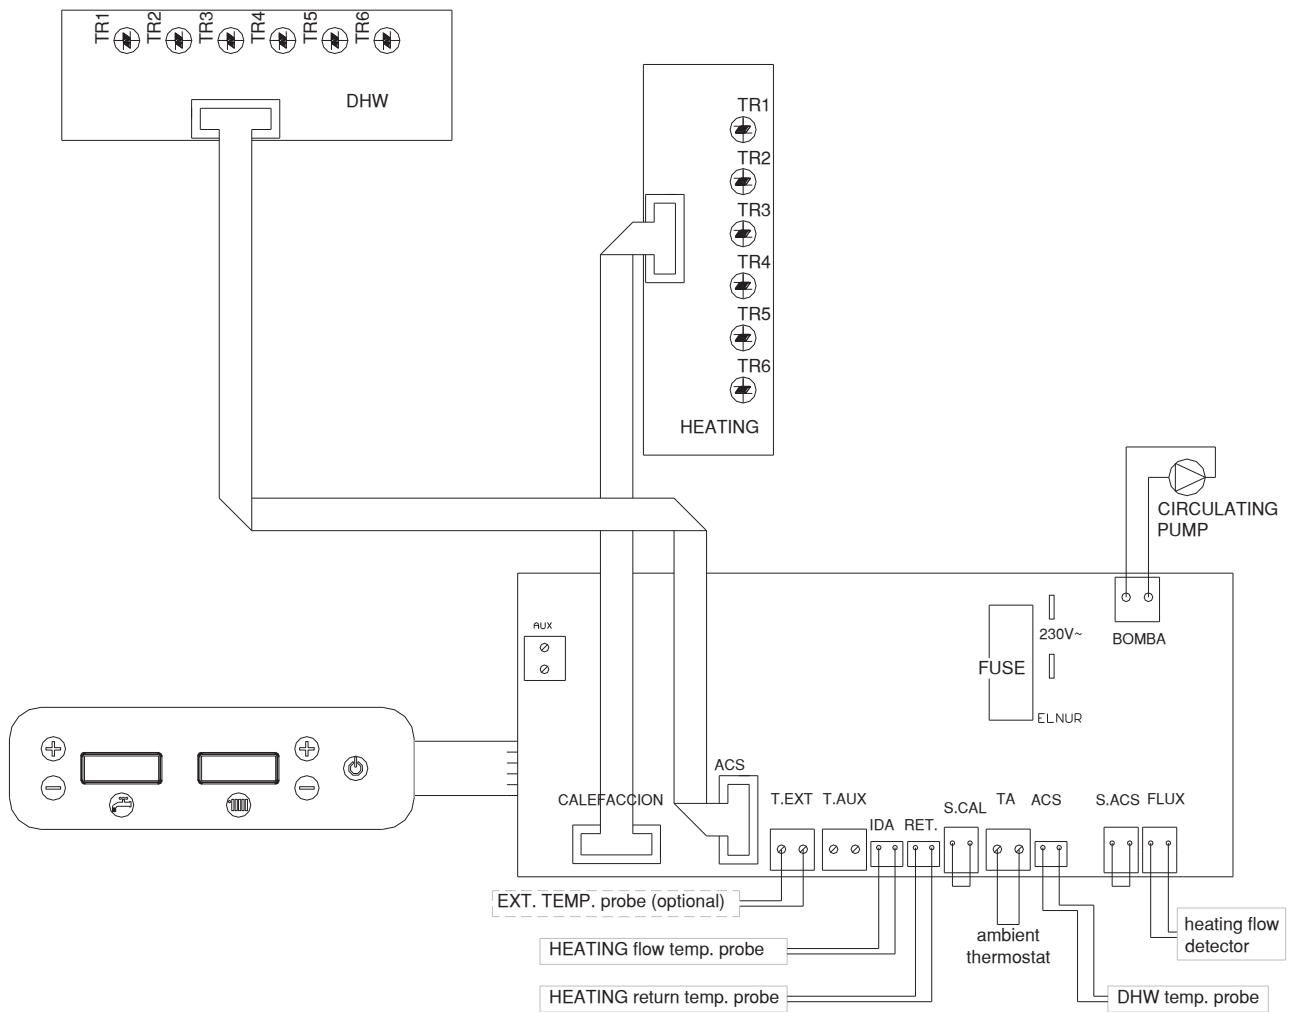 TR1
TR2
TR3
TR4
TR5
TR6
DHW
TR1
TR2
TR3
TR4
TR5
TR6
HEATING
CIRCULATING
PUMP
AUX
230V~
BOMBA
FUSE
ELNUR
ACS
CALEFACCION
T.EXT
T.AUX
IDA
RET.
S.CAL
TA
ACS
S.ACS
FLUX
EXT. TEMP. probe (optional)
HEATING flow temp. probe
HEATING return temp. probe
ambient
thermostat
heating flow
detector
DHW temp. probe